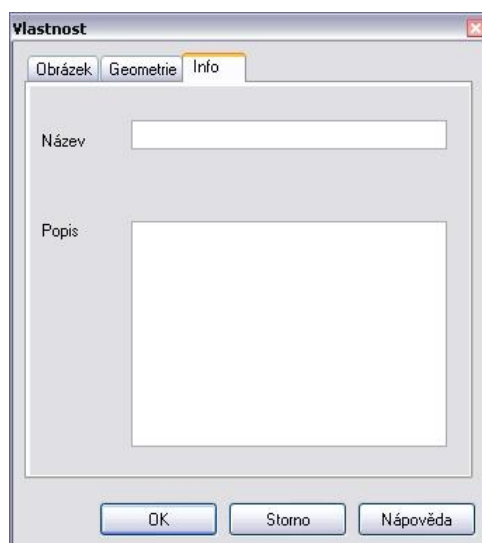 Vlastnost
Obrázek Geometrie Info
Název
Popis
OK Storno Nápověda